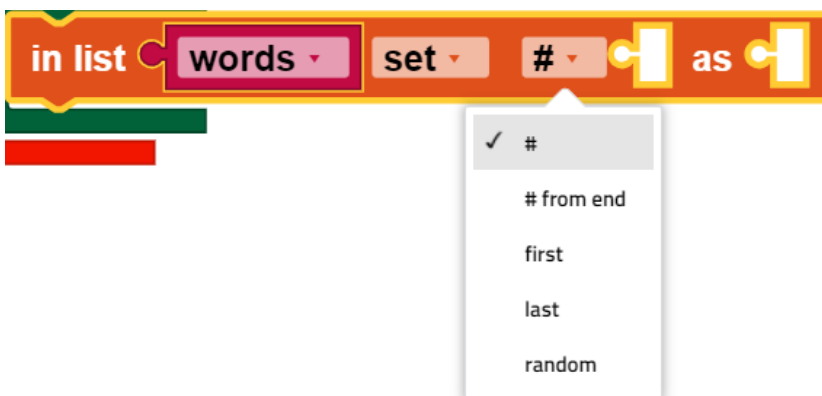 in list words set # as
#
# from end
first
last
random